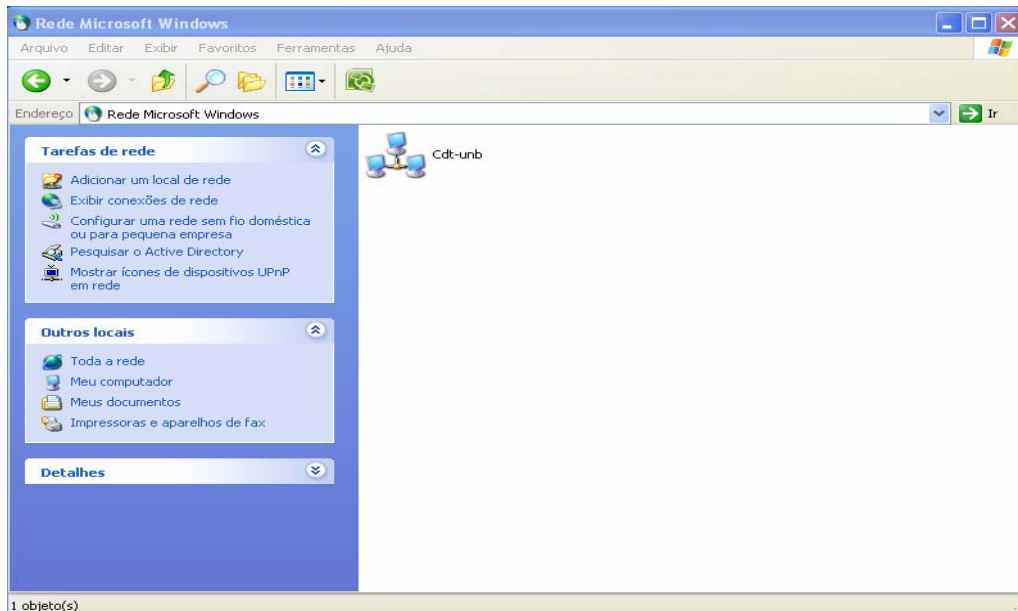 Rede Microsoft Windows
Arquivo Editar Exibir Favoritos Ferramentas Ajuda
Endereço Rede Microsoft Windows Ir
Tarefas de rede
Adicionar um local de rede
Exibir conexões de rede
Configurar uma rede sem fio doméstica
ou para pequena empresa
Pesquisar o Active Directory
Mostrar ícones de dispositivos UPnP
em rede
Outros locais
Toda a rede
Meu computador
Meus documentos
Impressoras e aparelhos de fax
Detalhes
Cdt-unb
1 objeto(s)